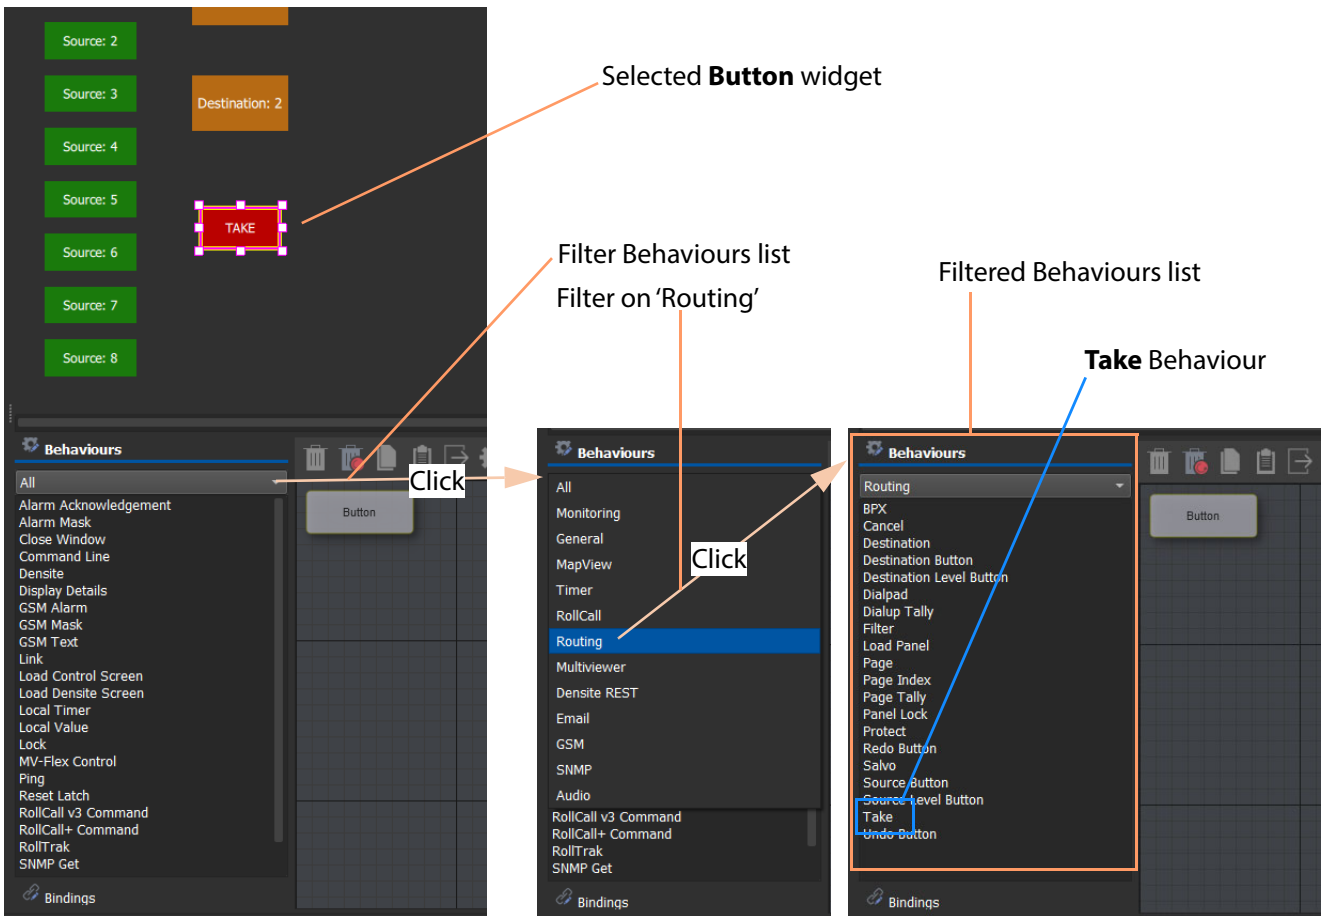 Source: 2
Source: 3
Destination: 2
Source: 4
Source: 5
TAKE
Source: 6
Source: 7
Source: 8
Selected Button widget
Filter Behaviours list
Filter on ‘Routing’
Filtered Behaviours list
Take Behaviour
Behaviours
All
Click
Alarm Acknowledgement
Alarm Mask
Close Window
Command Line
Densite
Display Details
GSM Alarm
GSM Mask
GSM Text
Link
Load Control Screen
Load Densite Screen
Local Timer
Local Value
Lock
MV-Flex Control
Ping
Reset Latch
RollCall v3 Command
RollCall+ Command
RollTrak
SNMP Get
Bindings
Button
Behaviours
All
Monitoring
General
MapView
Timer
RollCall
Routing
Multiviewer
Densite REST
Email
GSM
SNMP
Audio
RollCall v3 Command
RollCall+ Command
RollTrak
SNMP Get
Bindings
Click
Behaviours
Routing
BPX
Cancel
Destination
Destination Button
Destination Level Button
Dialpad
Dialup Tally
Filter
Load Panel
Page
Page Index
Page Tally
Panel Lock
Protect
Redo Button
Salvo
Source Button
Source Level Button
Take
Undo Button
Bindings
Button